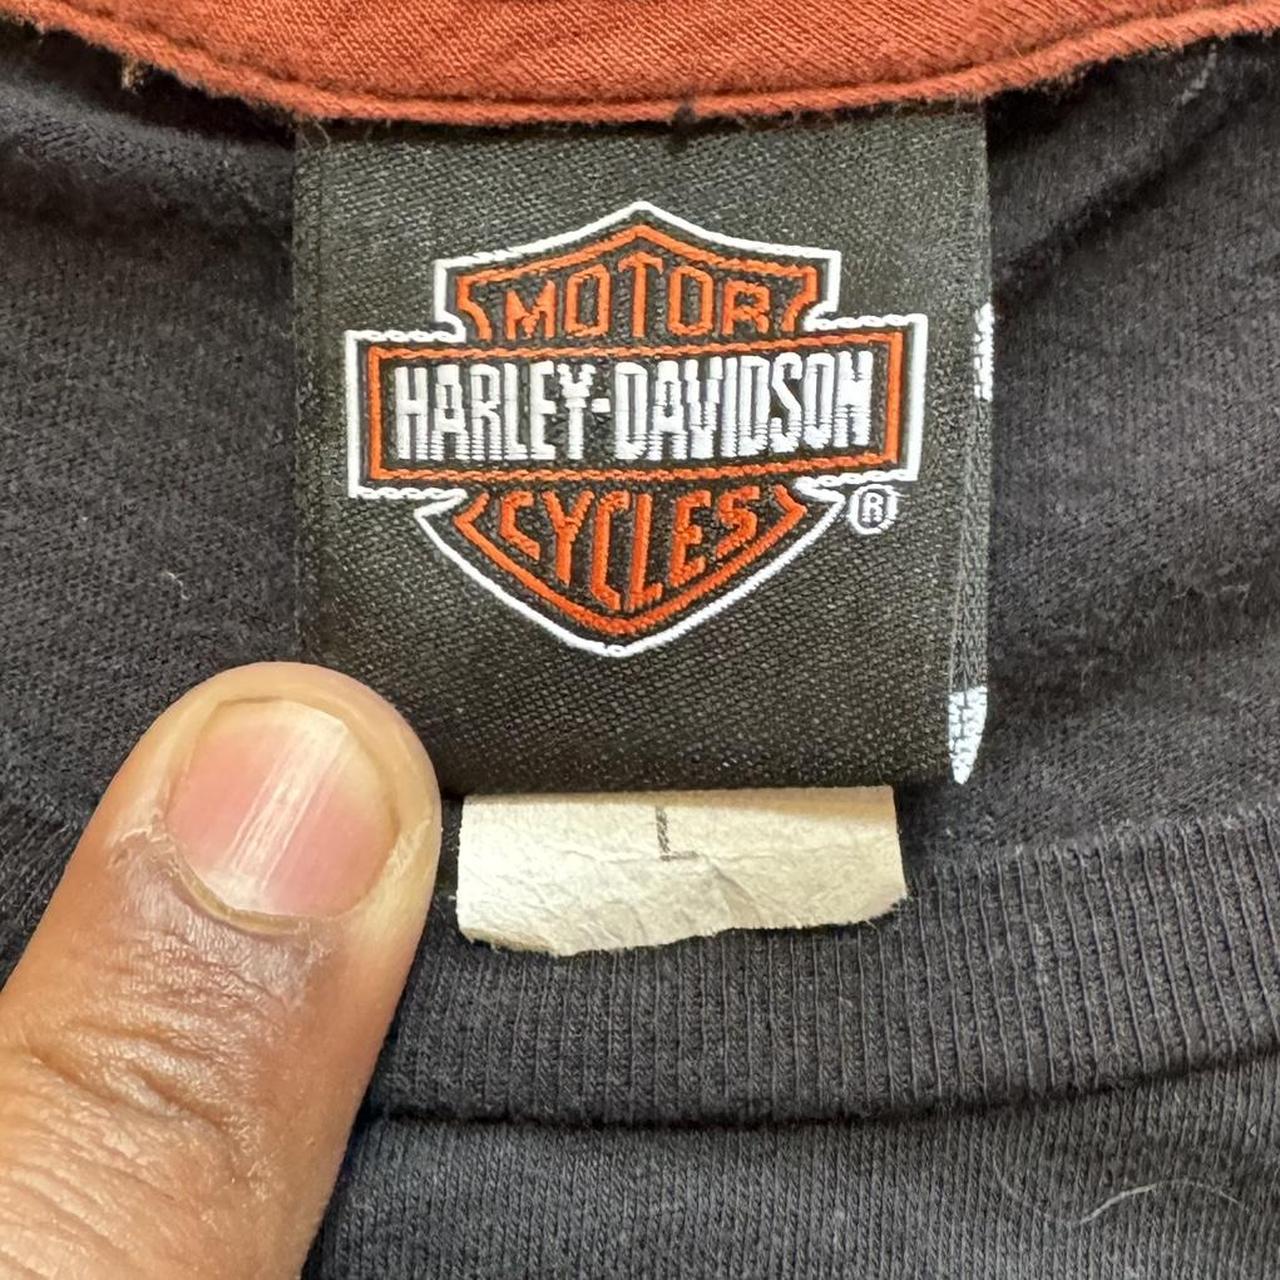 MOTOR
HARLEY-DAVIDSON
CYCLES
®
L